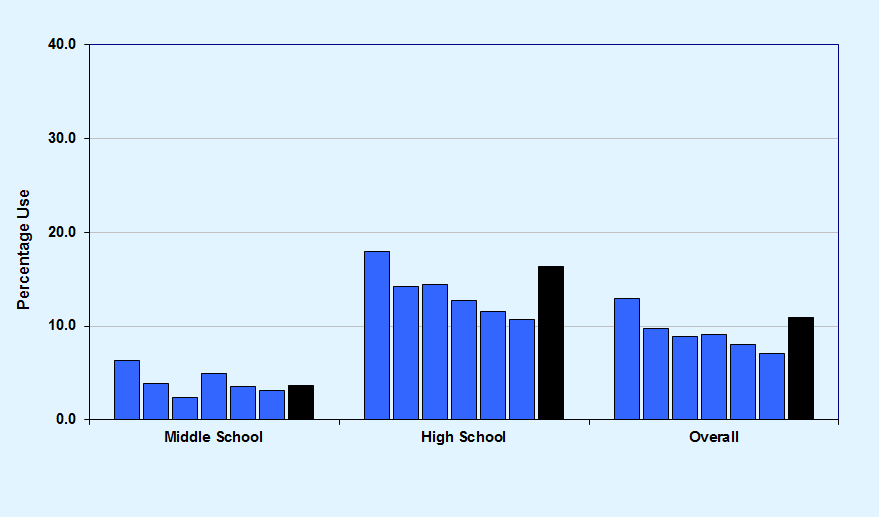 40.0
30.0
20.0
10.0
0.0
Percentage Use
Middle School
High School
Overall